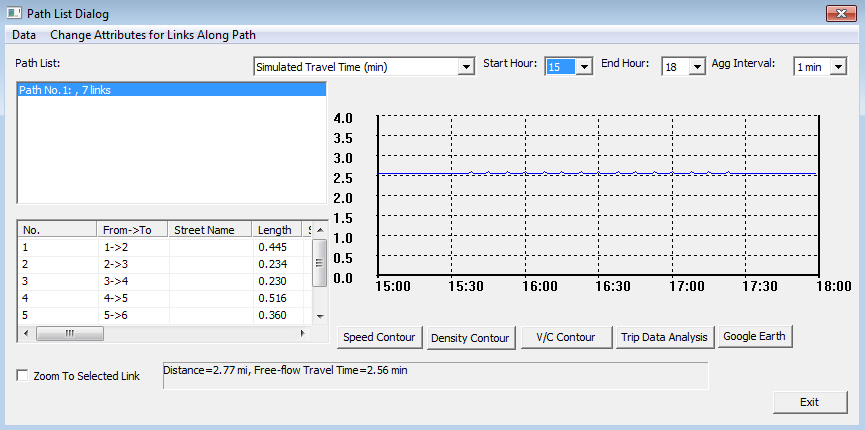 Path List Dialog
Data Change Attributes for Links Along Path
Path List: Simulated Travel Time (min) Start Hour: 15 End Hour: 18 Agg Interval: 1 min
Path No.1: , 7 links
4.0
3.5
3.0
2.5
2.0
1.5
1.0
0.5
0.0
15:00 15:30 16:00 16:30 17:00 17:30 18:00
No. From->To Street Name Length
1 1->2 0.445
2 2->3 0.234
3 3->4 0.230
4 4->5 0.516
5 5->6 0.360
Speed Contour Density Contour V/C Contour Trip Data Analysis Google Earth
Zoom To Selected Link Distance=2.77 mi, Free-flow Travel Time=2.56 min
Exit